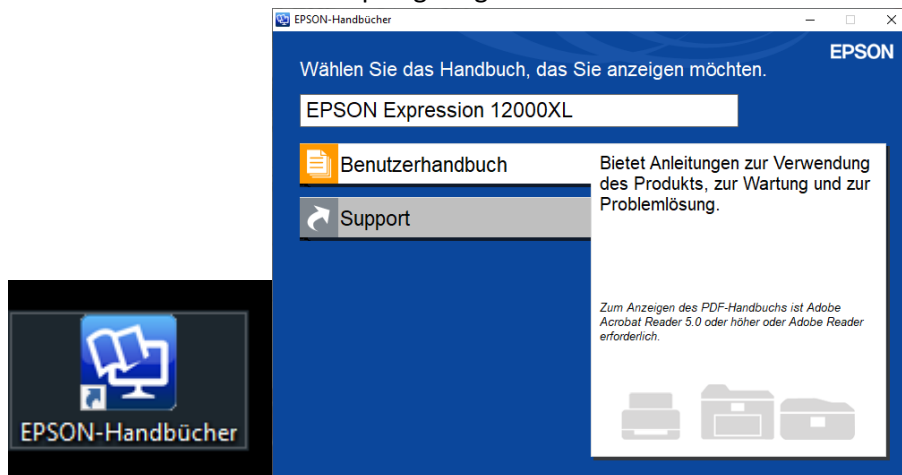 EPSON-Handbücher
EPSON
Wählen Sie das Handbuch, das Sie anzeigen möchten.
EPSON Expression 12000XL
Benutzerhandbuch
Support
Bietet Anleitungen zur Verwendung
des Produkts, zur Wartung und zur
Problemlösung.
Zum Anzeigen des PDF-Handbuchs ist Adobe
Acrobat Reader 5.0 oder höher oder Adobe Reader
erforderlich.
EPSON-Handbücher